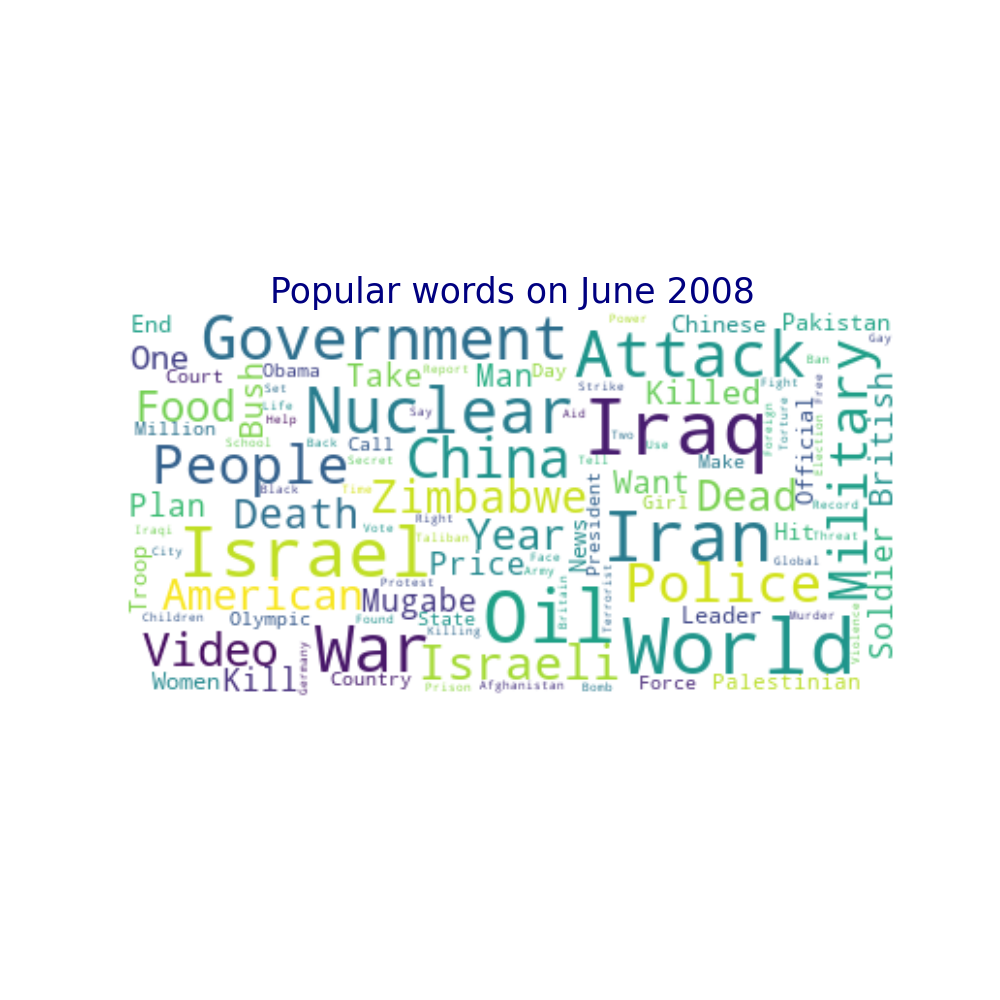 Popular words on June 2008
End
Government
Power
Chinese
Pakistan
Gay
One
Attack
Ban
Court
Obama
Take
Report
Man
Day
Strike
Killed
Fight
Free
Military
Bush
Set
Food
Life
Nuclear
Say
Aid
Iraq
Foreign
Torture
Official
British
Million
Help
School
Back
Call
Two
Use
Election
People
Secret
China
Tell
Make
Black
Time
Zimbabwe
Want
Girl
Dead
Record
Plan
Death
Right
Year
News
President
Iran
Hit
Threat
Iraqi
Vote
Taliban
City
Israel
Price
Face
Army
Global
Troop
American
Protest
Mugabe
Oil
Britain
Terrorist
Police
Soldier
Children
Olympic
Found
State
Killing
Leader
Murder
Violence
Video
War
Israeli
World
Women
Kill
Germany
Country
Prison
Afghanistan
Bomb
Force
Palestinian